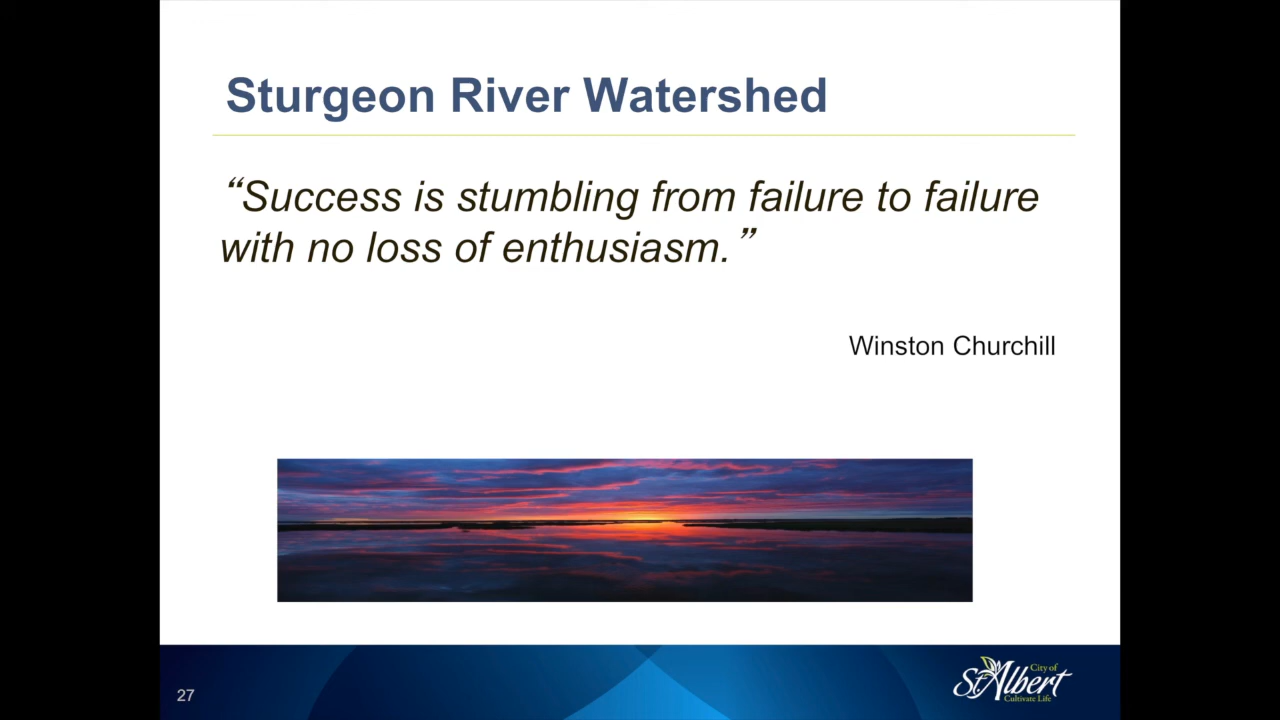 Sturgeon River Watershed
“Success is stumbling from failure to failure
with no loss of enthusiasm.”
Winston Churchill
27
City of
St Albert
Cultivate Life